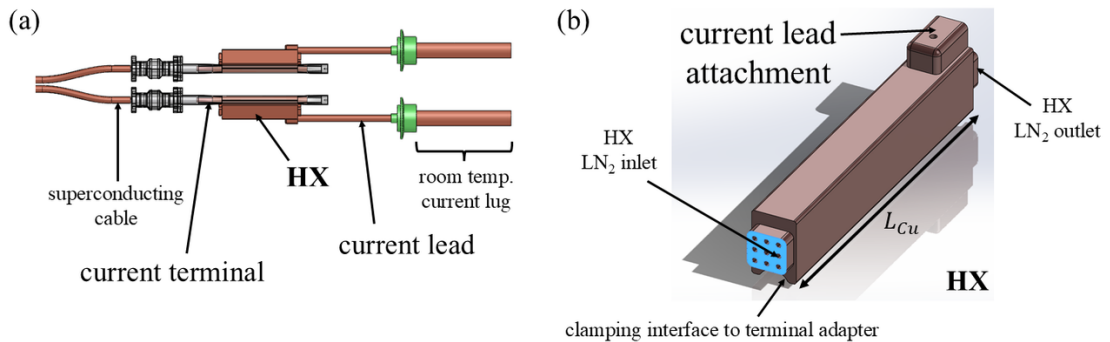 (a)
superconducting
cable
current terminal
HX
current lead
room temp.
current lug
(b)
current lead
attachment
HX
LN₂ outlet
HX
LN₂ inlet
L_Cu
HX
clamping interface to terminal adapter